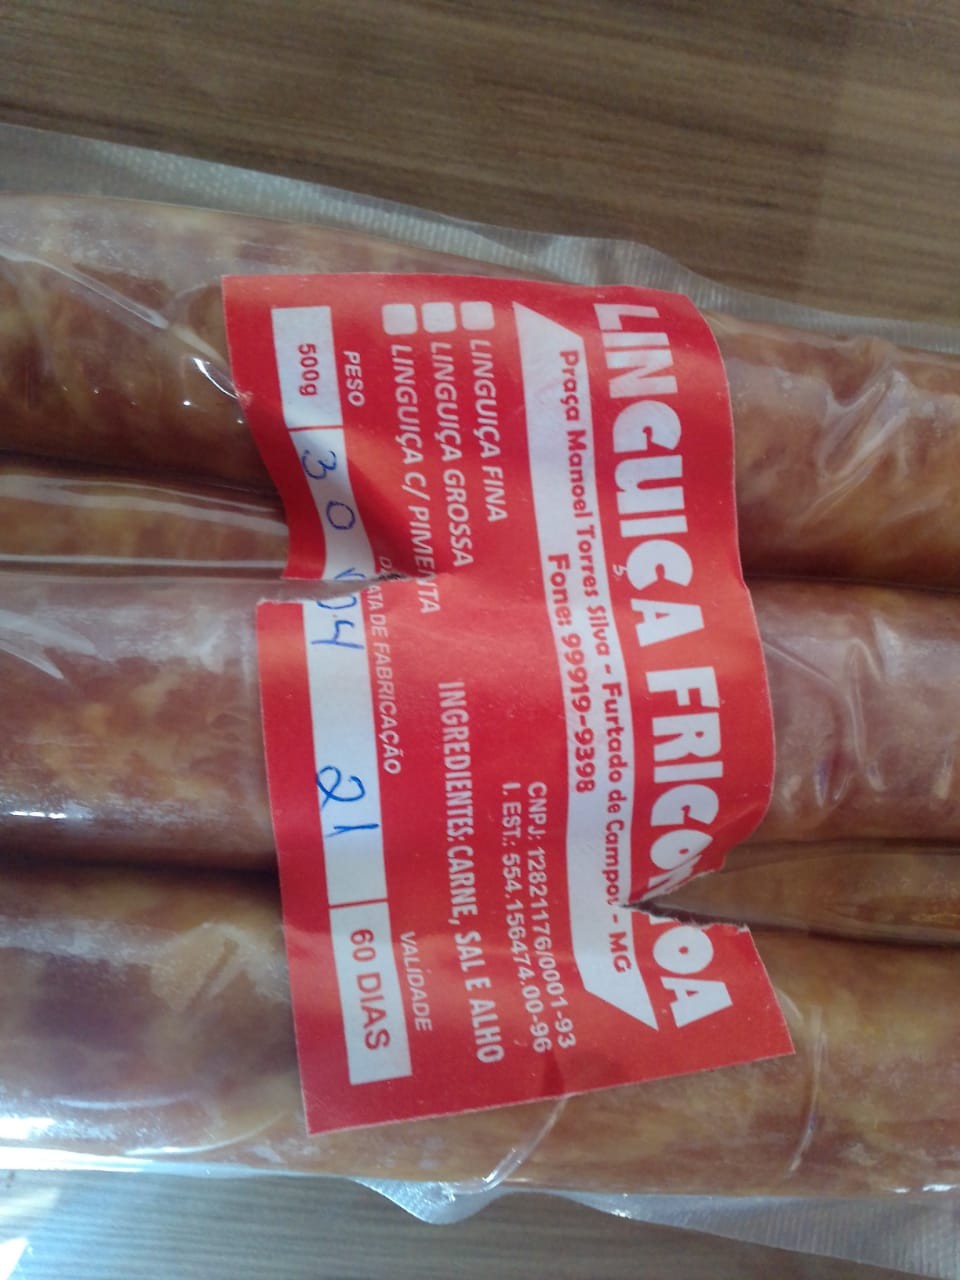 LINGUIÇA FRIGONOA
Praça Manoel Torres Silva - Furtado de Campos - MG
Fone: 99919-9398
CNPJ: 12821176/0001-93
I. EST.: 554.156474.00-96
LINGUIÇA FINA
LINGUIÇA GROSSA
LINGUIÇA C/ PIMENTA
INGREDIENTES: CARNE, SAL E ALHO
PESO DATA DE FABRICAÇÃO VALIDADE
500g 30 04 21 60 DIAS